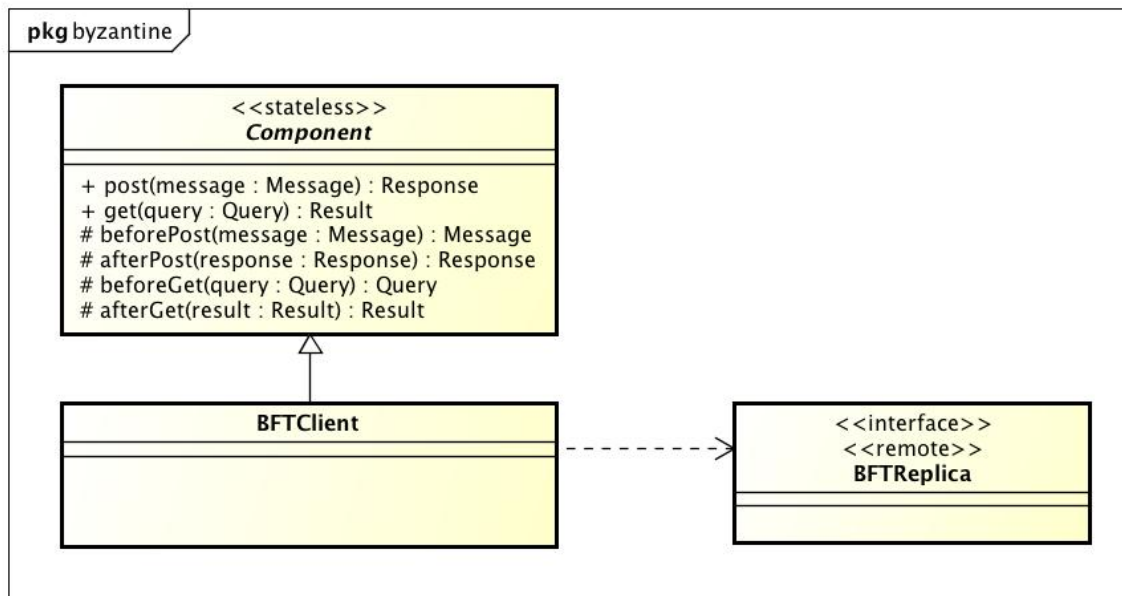 pkg byzantine
<<stateless>>
Component
+ post(message : Message) : Response
+ get(query : Query) : Result
# beforePost(message : Message) : Message
# afterPost(response : Response) : Response
# beforeGet(query : Query) : Query
# afterGet(result : Result) : Result
BFTClient
<<interface>>
<<remote>>
BFTReplica